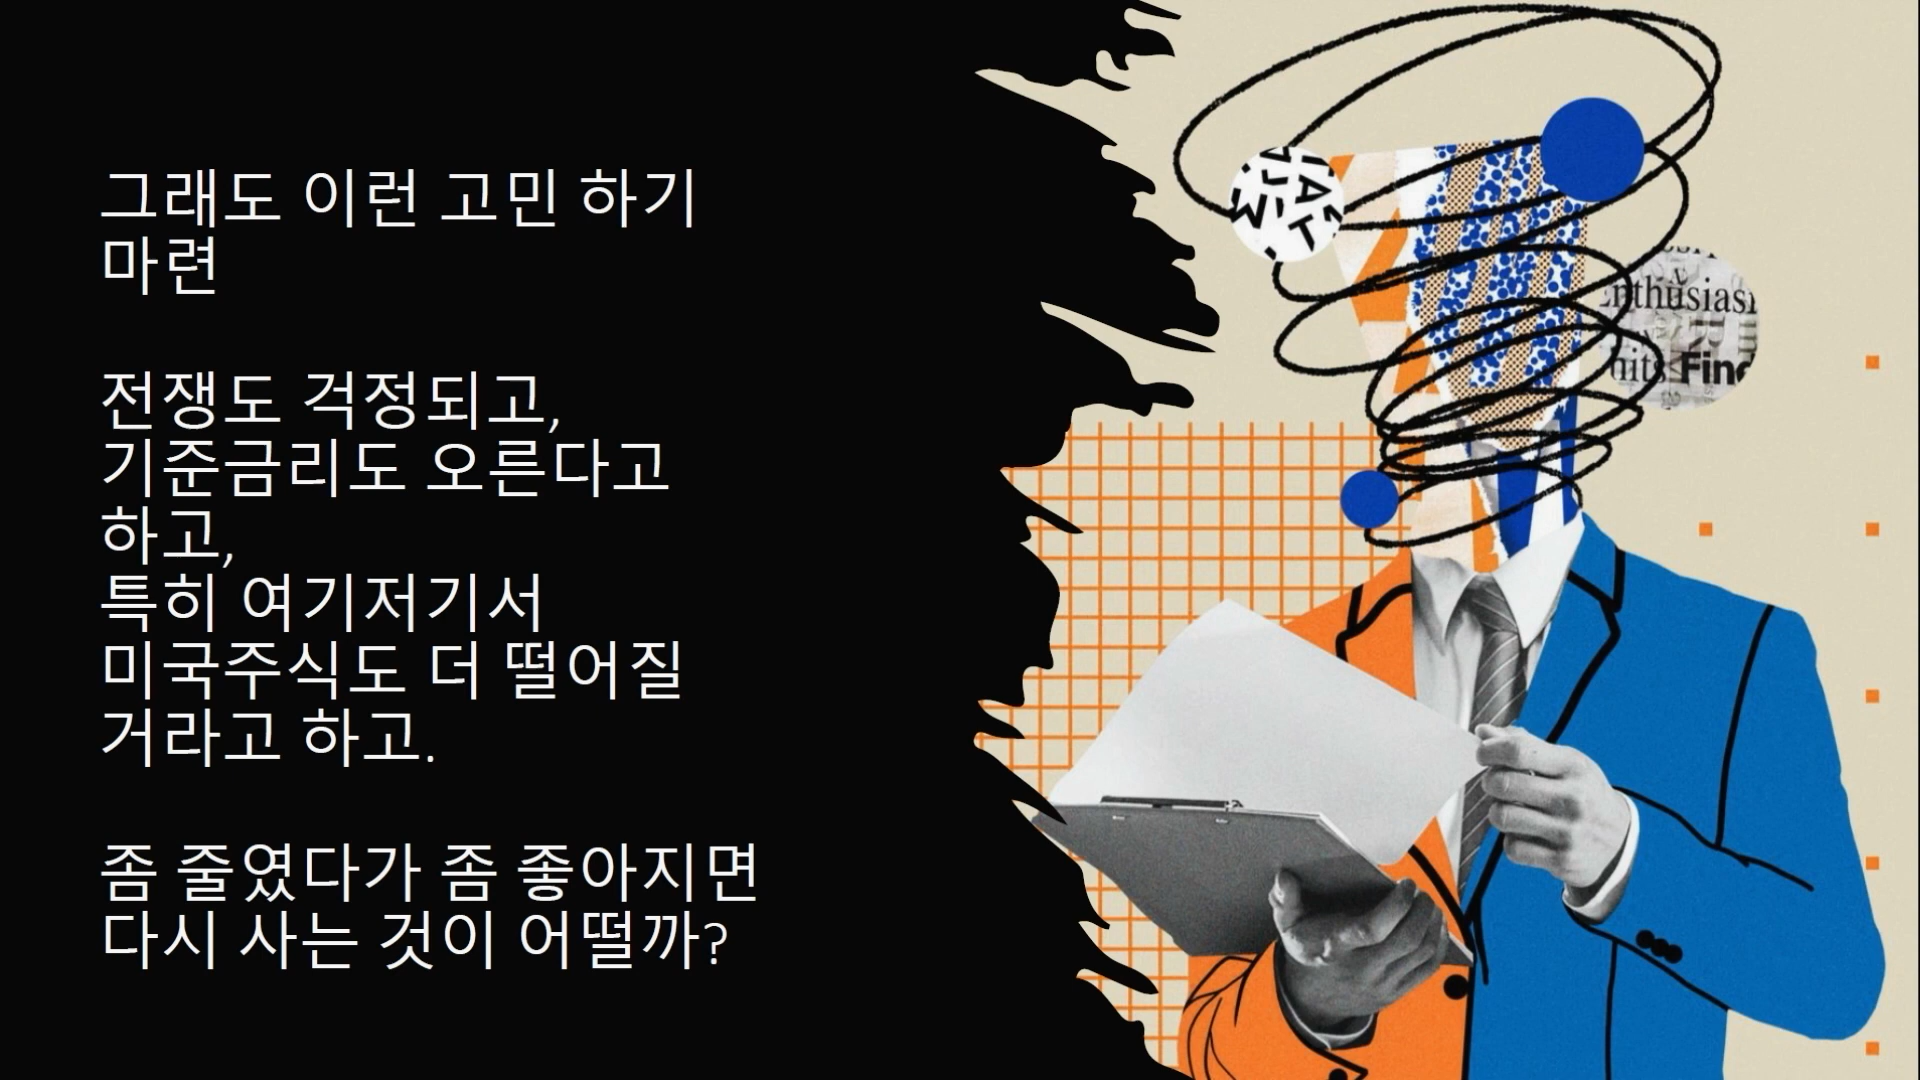 그래도 이런 고민 하기
마련
전쟁도 걱정되고,
기준금리도 오른다고
하고,
특히 여기저기서
미국주식도 더 떨어질
거라고 하고.
좀 줄였다가 좀 좋아지면
다시 사는 것이 어떨까?
Find